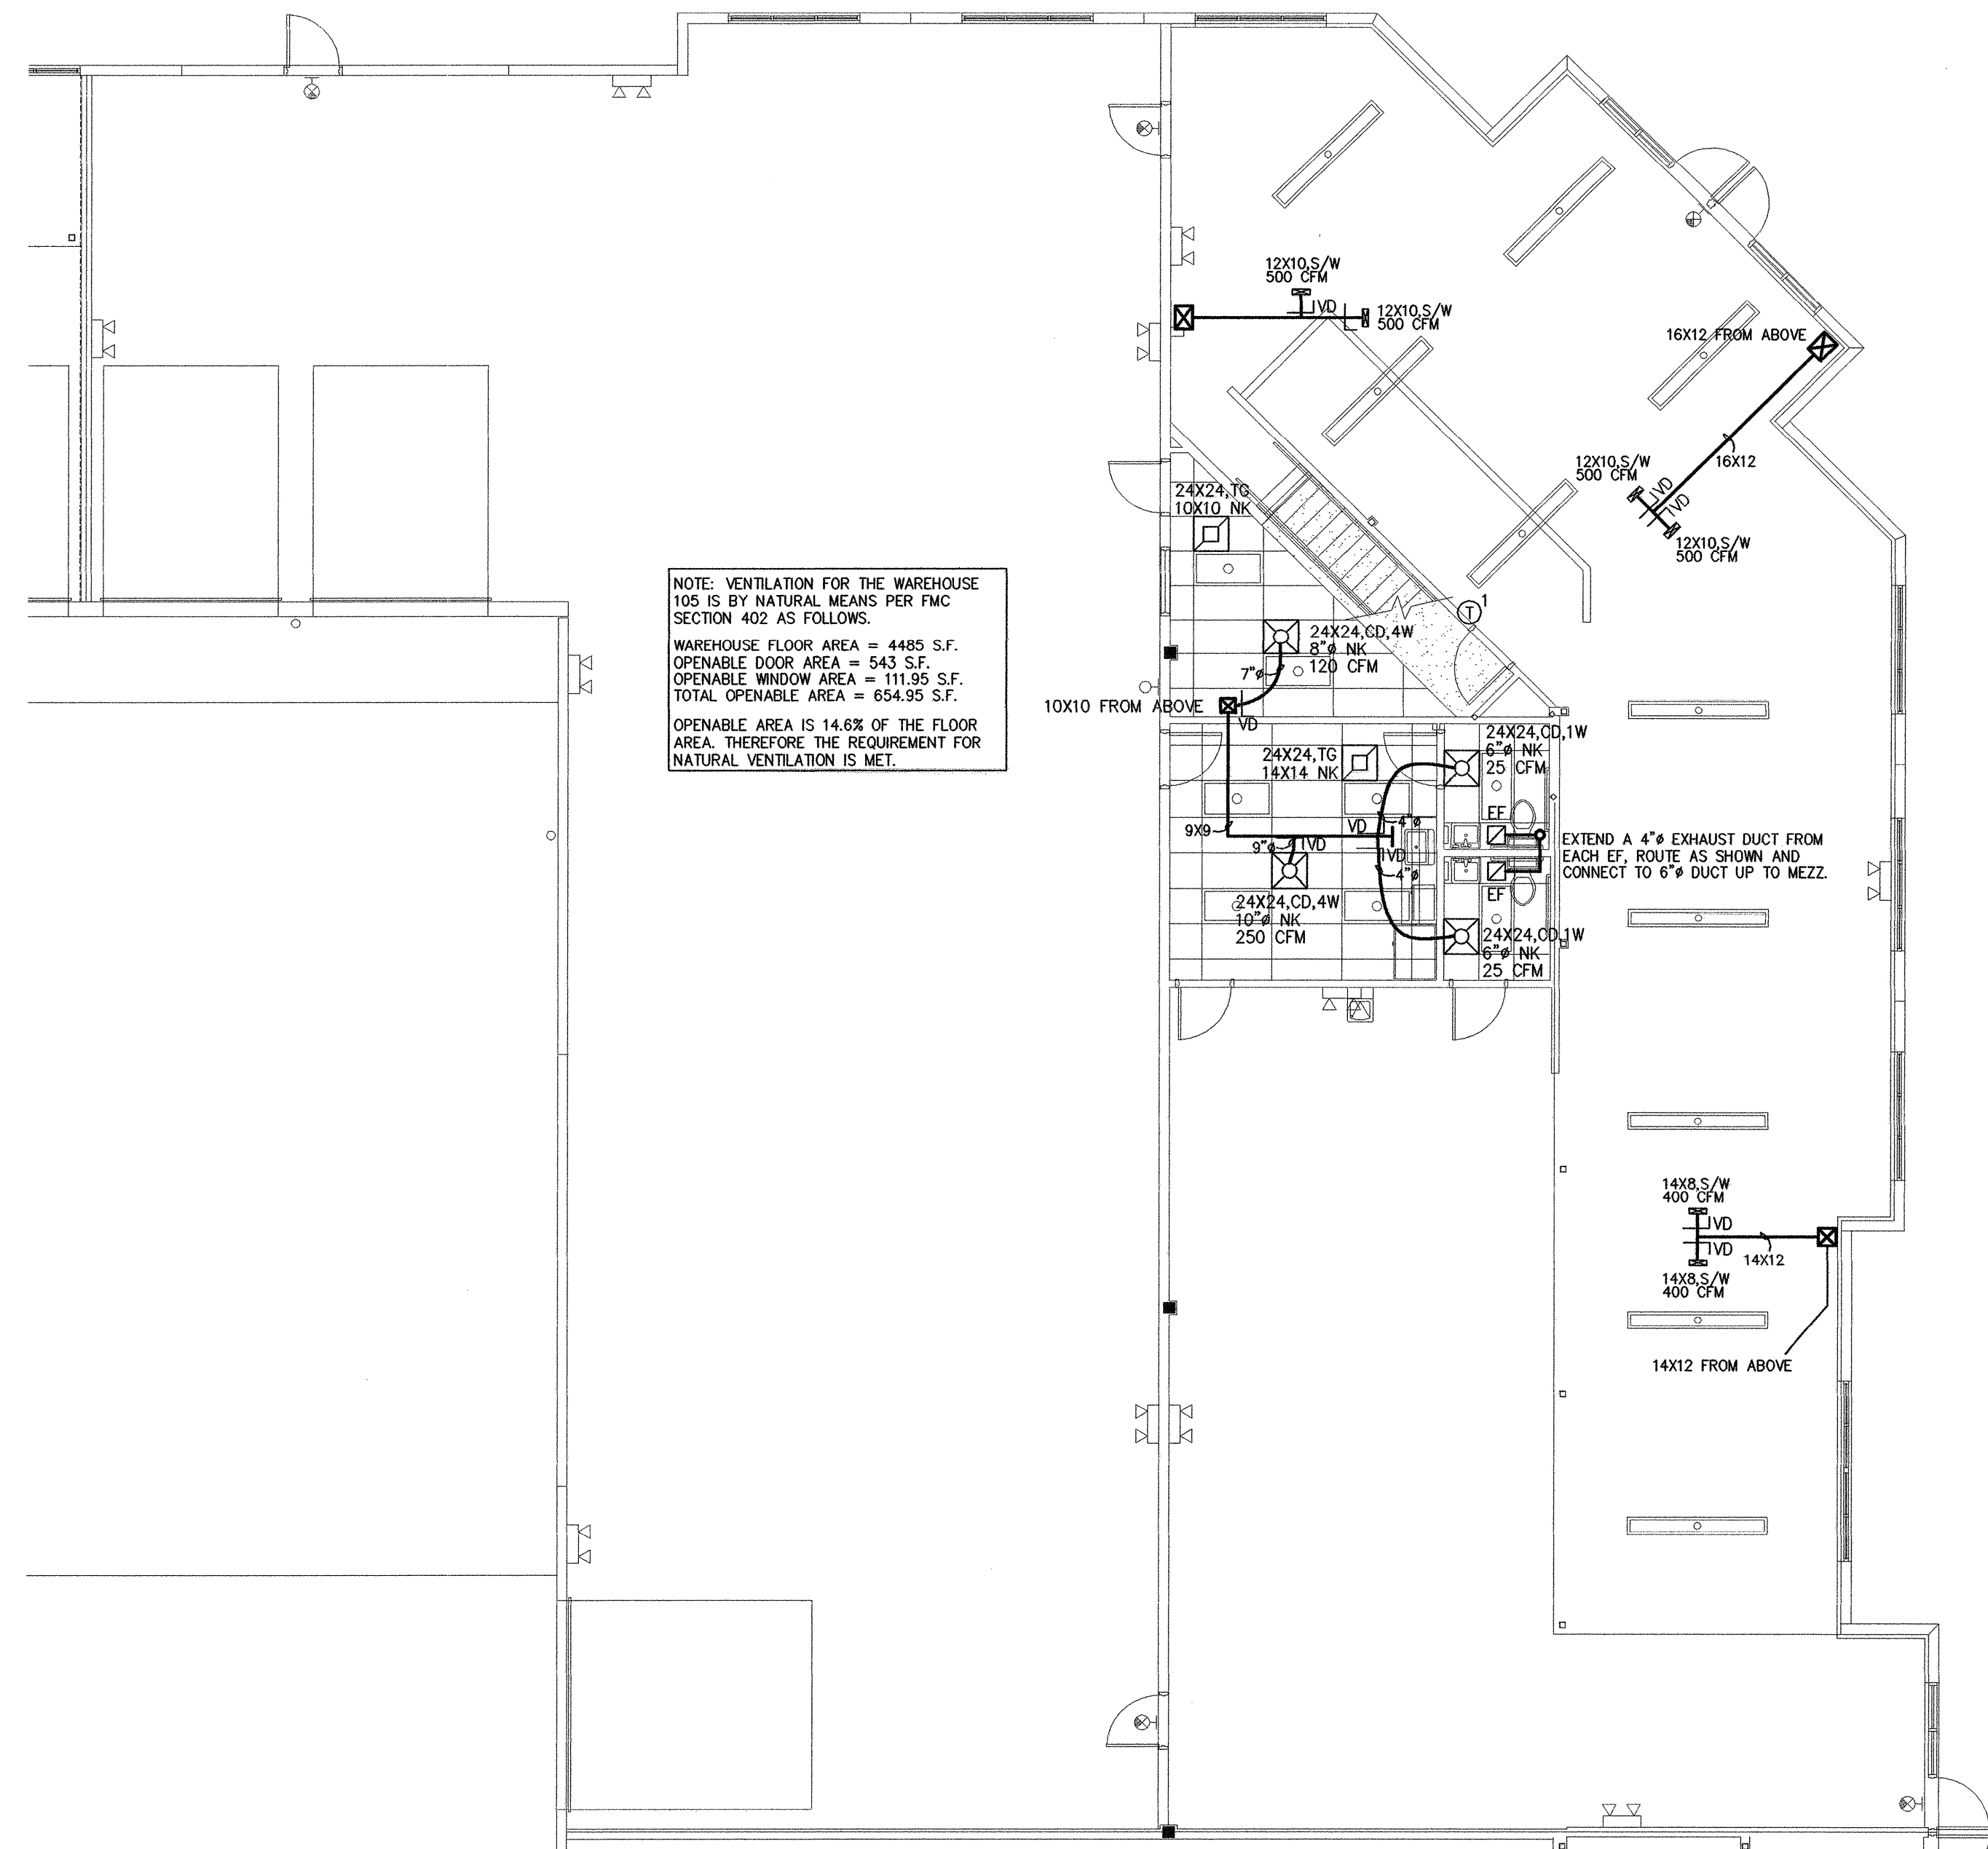 12X10,S/W
500 CFM
VD
12X10,S/W
500 CFM
16X12 FROM ABOVE
16X12
12X10,S/W
500 CFM
VD
VD
12X10,S/W
500 CFM
24X24,TG
10X10 NK
NOTE: VENTILATION FOR THE WAREHOUSE
105 IS BY NATURAL MEANS PER FMC
SECTION 402 AS FOLLOWS.
WAREHOUSE FLOOR AREA = 4485 S.F.
OPENABLE DOOR AREA = 543 S.F.
OPENABLE WINDOW AREA = 111.95 S.F.
TOTAL OPENABLE AREA = 654.95 S.F.
OPENABLE AREA IS 14.6% OF THE FLOOR
AREA. THEREFORE THE REQUIREMENT FOR
NATURAL VENTILATION IS MET.
T 1
24X24,CD,4W
8"ø NK
120 CFM
7"ø
10X10 FROM ABOVE
VD
24X24,CD,1W
6"ø NK
25 CFM
24X24,TG
14X14 NK
EF
4"ø
VD
9X9
9"ø
VD
VD
4"ø
EF
EXTEND A 4"ø EXHAUST DUCT FROM
EACH EF, ROUTE AS SHOWN AND
CONNECT TO 6"ø DUCT UP TO MEZZ.
24X24,CD,4W
10"ø NK
250 CFM
24X24,CD,1W
6"ø NK
25 CFM
14X8,S/W
400 CFM
VD
VD
14X12
14X8,S/W
400 CFM
14X12 FROM ABOVE